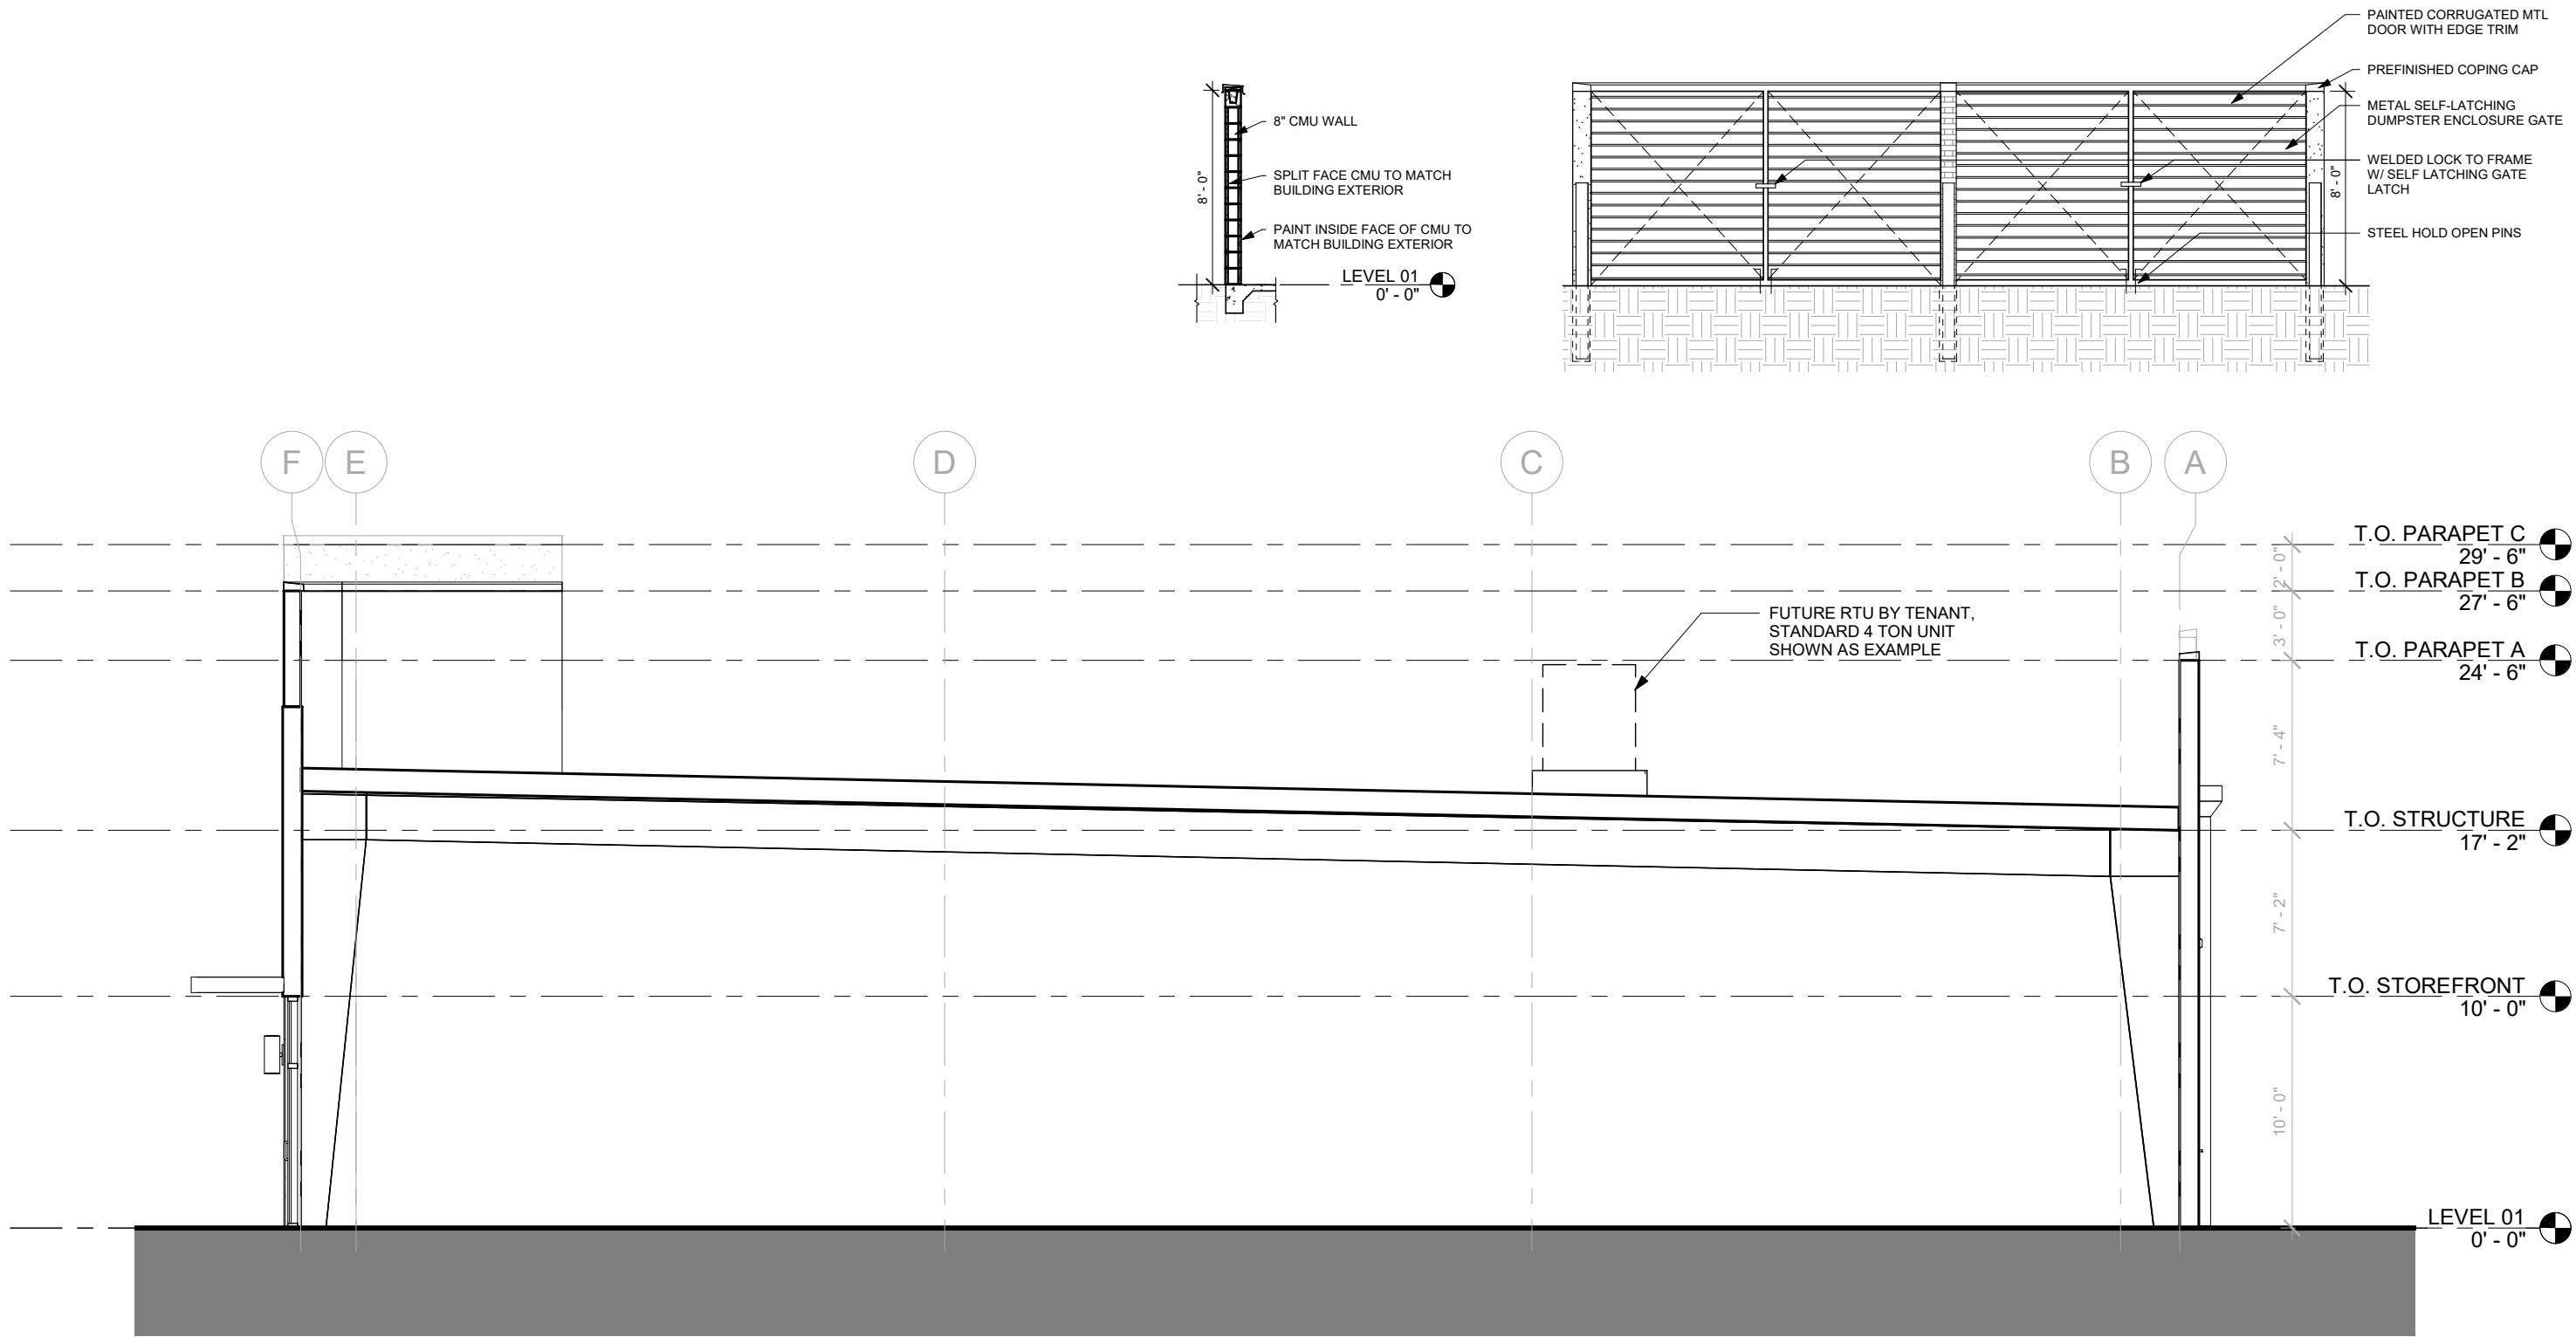 PAINTED CORRUGATED MTL
DOOR WITH EDGE TRIM
PREFINISHED COPING CAP
METAL SELF-LATCHING
DUMPSTER ENCLOSURE GATE
WELDED LOCK TO FRAME
W/ SELF LATCHING GATE
LATCH
STEEL HOLD OPEN PINS
8' - 0"
8" CMU WALL
SPLIT FACE CMU TO MATCH
BUILDING EXTERIOR
PAINT INSIDE FACE OF CMU TO
MATCH BUILDING EXTERIOR
8' - 0"
LEVEL 01
0' - 0"
F
E
D
C
B
A
T.O. PARAPET C
29' - 6"
2' - 0"
T.O. PARAPET B
27' - 6"
3' - 0"
T.O. PARAPET A
24' - 6"
FUTURE RTU BY TENANT,
STANDARD 4 TON UNIT
SHOWN AS EXAMPLE
7' - 4"
T.O. STRUCTURE
17' - 2"
7' - 2"
T.O. STOREFRONT
10' - 0"
10' - 0"
LEVEL 01
0' - 0"